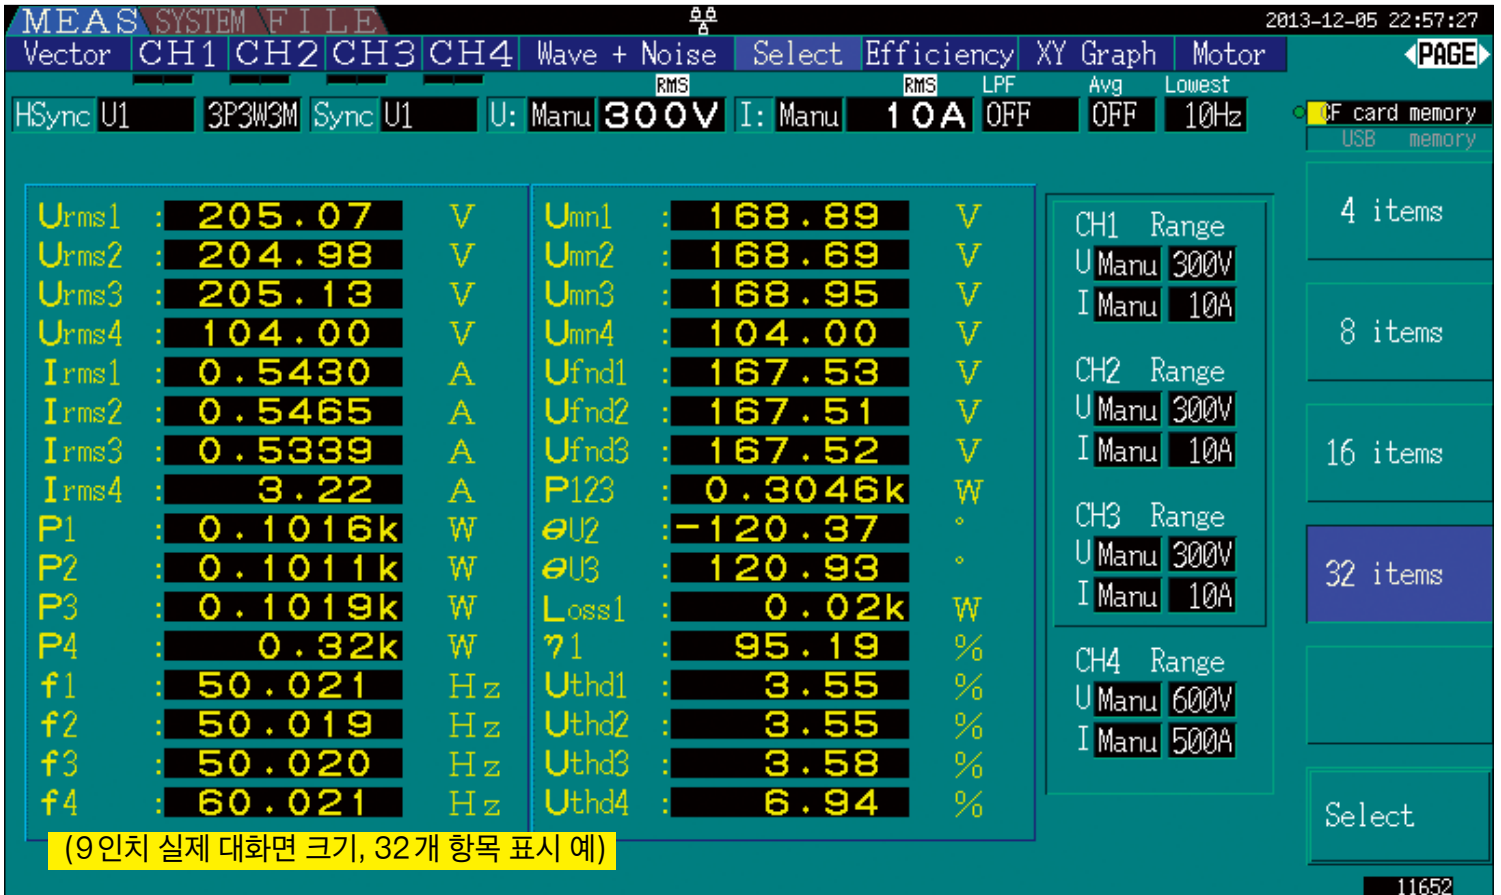 MEAS SYSTEM FILE 2013-12-05 22:57:27
Vector CH1 CH2 CH3 CH4 Wave + Noise Select Efficiency XY Graph Motor PAGE
RMS RMS LPF Avg Lowest
HSync U1 3P3W3M Sync U1 U: Manu 300V I: Manu 10A OFF OFF 10Hz
CF card memory
USB memory
Urms1 : 205.07 V Umn1 : 168.89 V
Urms2 : 204.98 V Umn2 : 168.69 V
Urms3 : 205.13 V Umn3 : 168.95 V
Urms4 : 104.00 V Umn4 : 104.00 V
Irms1 : 0.5430 A Ufnd1 : 167.53 V
Irms2 : 0.5465 A Ufnd2 : 167.51 V
Irms3 : 0.5339 A Ufnd3 : 167.52 V
Irms4 : 3.22 A P123 : 0.3046k W
P1 : 0.1016k W θU2 :-120.37 °
P2 : 0.1011k W θU3 : 120.93 °
P3 : 0.1019k W Loss1 : 0.02k W
P4 : 0.32k W η1 : 95.19 %
f1 : 50.021 Hz Uthd1 : 3.55 %
f2 : 50.019 Hz Uthd2 : 3.55 %
f3 : 50.020 Hz Uthd3 : 3.58 %
f4 : 60.021 Hz Uthd4 : 6.94 %
(9인치 실제 대화면 크기, 32개 항목 표시 예)
CH1 Range
U Manu 300V
I Manu 10A
CH2 Range
U Manu 300V
I Manu 10A
CH3 Range
U Manu 300V
I Manu 10A
CH4 Range
U Manu 600V
I Manu 500A
4 items
8 items
16 items
32 items
Select
11652